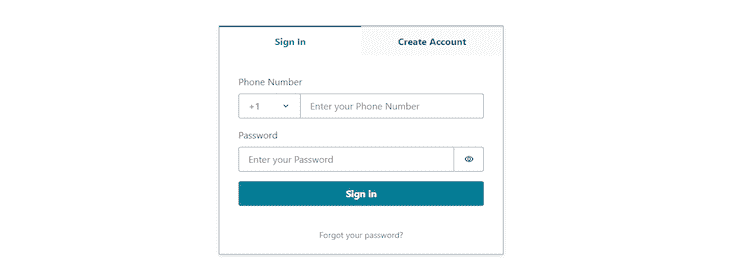 Sign In Create Account
Phone Number
+1 Enter your Phone Number
Password
Enter your Password
Sign in
Forgot your password?